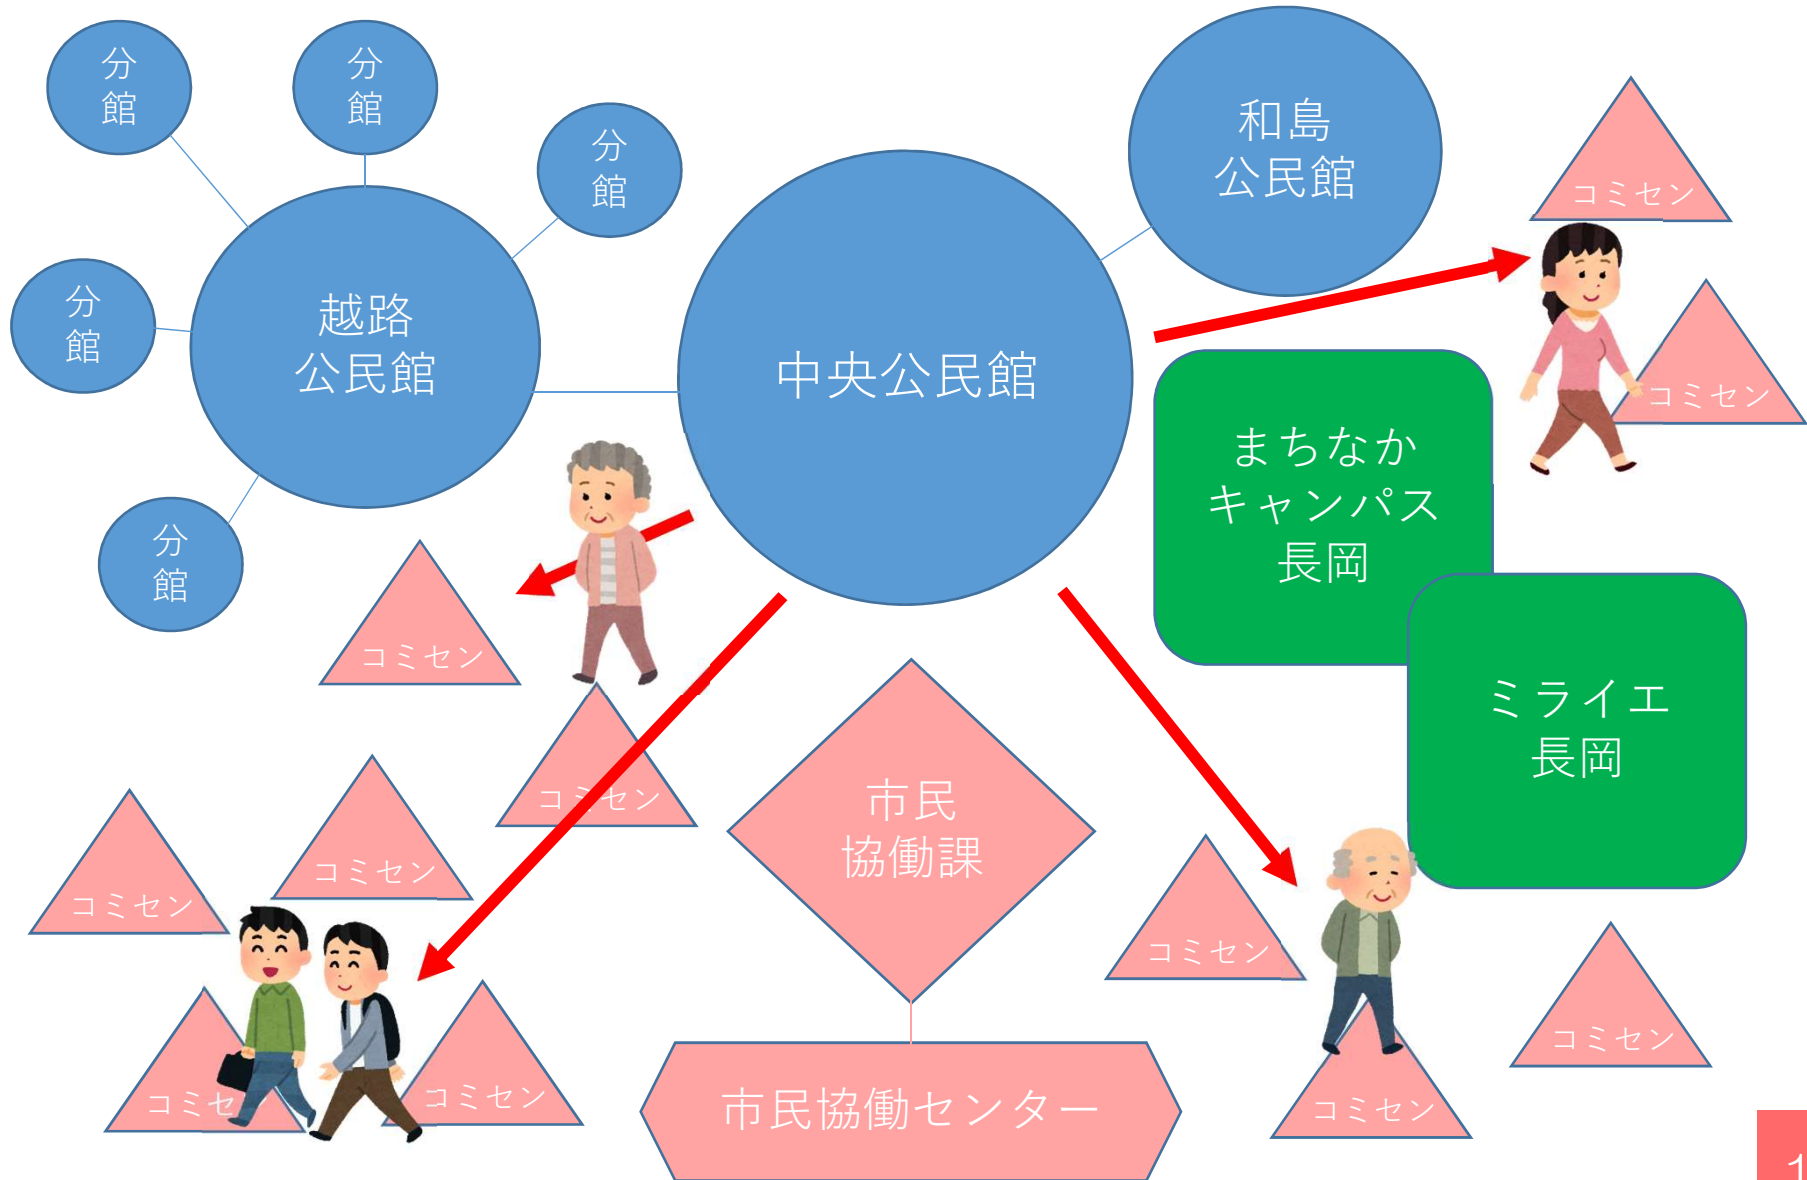 分
館
分
館
分
館
和島
公民館
コミセン
分
館
越路
公民館
中央公民館
コミセン
まちなか
キャンパス
長岡
分
館
コミセン
ミライエ
長岡
コミセン
市民
協働課
コミセン
コミセン
コミセン
コミセン
コミセ
コミセン
市民協働センター
コミセン
1